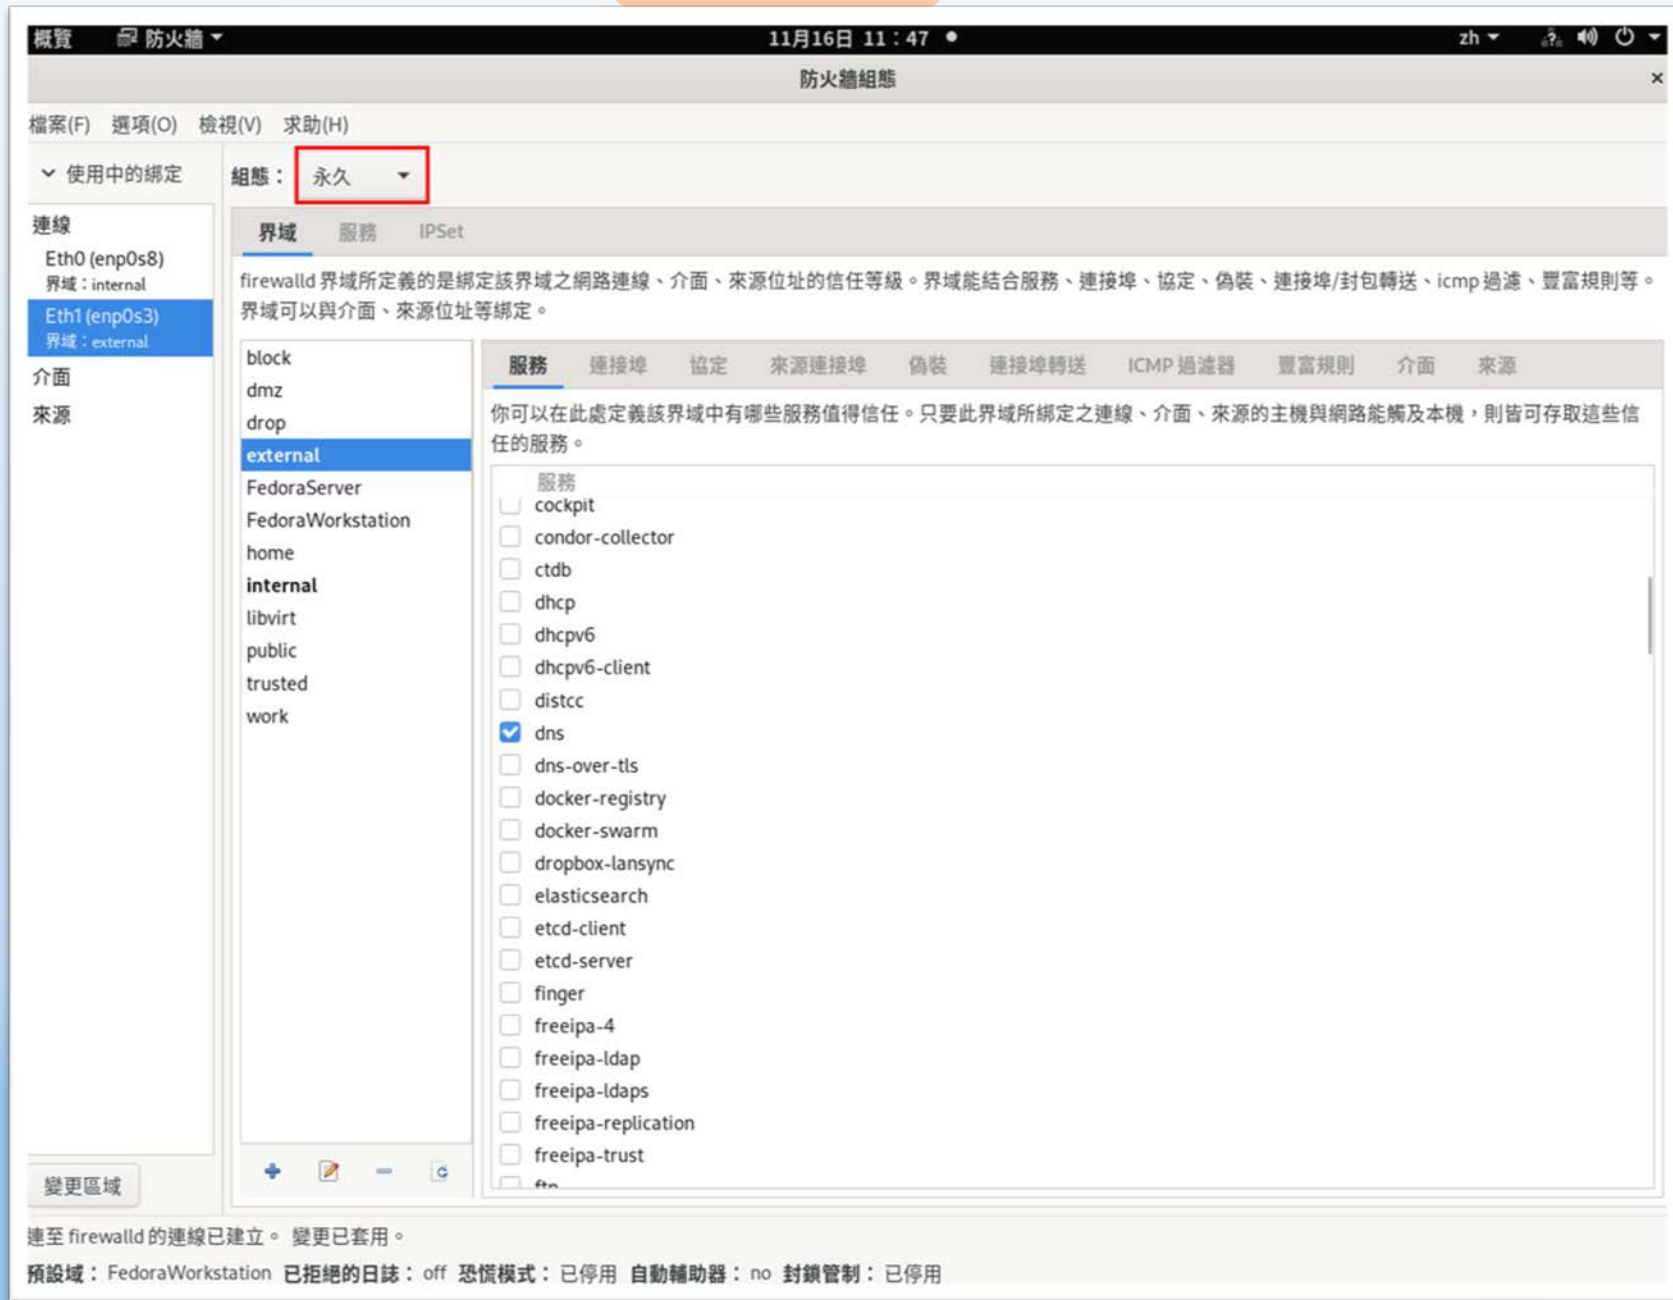 概覽 防火牆 11月16日 11:47 zh
防火牆組態 ×
檔案(F) 選項(O) 檢視(V) 求助(H)
使用中的綁定
組態： 永久
連線
Eth0 (enp0s8)
界域：internal
Eth1 (enp0s3)
界域：external
介面
來源
變更區域
界域 服務 IPSet
firewalld 界域所定義的是綁定該界域之網路連線、介面、來源位址的信任等級。界域能結合服務、連接埠、協定、偽裝、連接埠/封包轉送、icmp 過濾、豐富規則等。
界域可以與介面、來源位址等綁定。
block
dmz
drop
external
FedoraServer
FedoraWorkstation
home
internal
libvirt
public
trusted
work
服務 連接埠 協定 來源連接埠 偽裝 連接埠轉送 ICMP 過濾器 豐富規則 介面 來源
你可以在此處定義該界域中有哪些服務值得信任。只要此界域所綁定之連線、介面、來源的主機與網路能觸及本機，則皆可存取這些信
任的服務。
服務
cockpit
condor-collector
ctdb
dhcp
dhcpv6
dhcpv6-client
distcc
dns
dns-over-tls
docker-registry
docker-swarm
dropbox-lansync
elasticsearch
etcd-client
etcd-server
finger
freeipa-4
freeipa-ldap
freeipa-ldaps
freeipa-replication
freeipa-trust
ftp
連至 firewalld 的連線已建立。 變更已套用。
預設域： FedoraWorkstation 已拒絕的日誌： off 恐慌模式： 已停用 自動輔助器： no 封鎖管制： 已停用